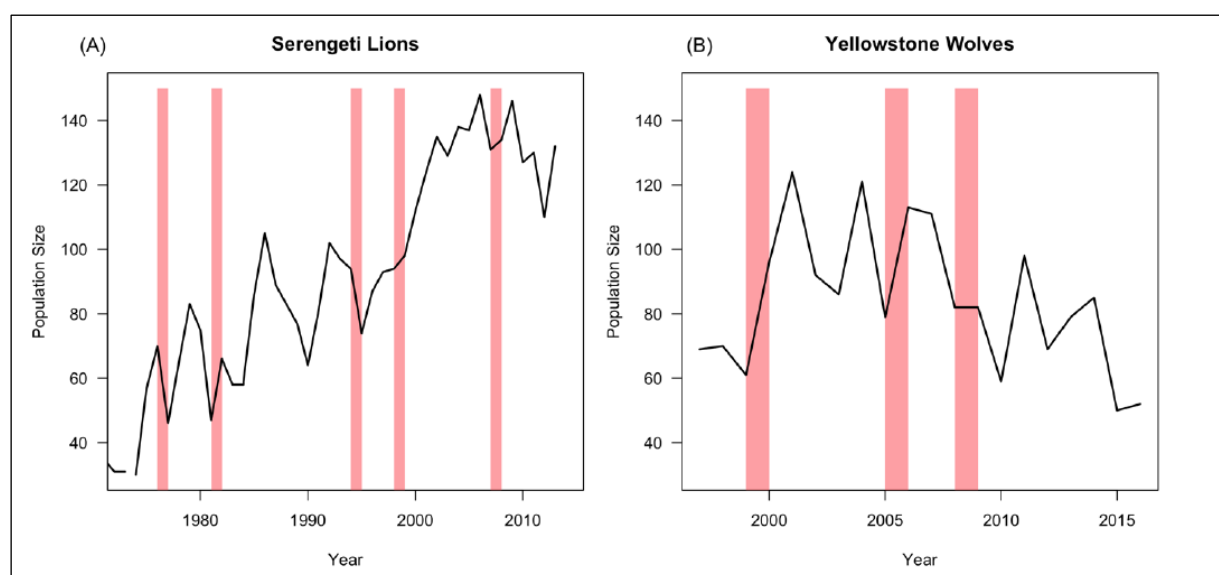 (A)
Serengeti Lions
140
120
100
80
60
40
Population Size
1980
1990
2000
2010
Year
(B)
Yellowstone Wolves
140
120
100
80
60
40
Population Size
2000
2005
2010
2015
Year